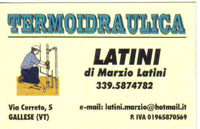 TERMOIDRAULICA
LATINI
di Marzio Latini
339.5874782
Via Cerreto, 5
GALLESE (VT)
e-mail: latini.marzio@hotmail.it
P. IVA 01965870569